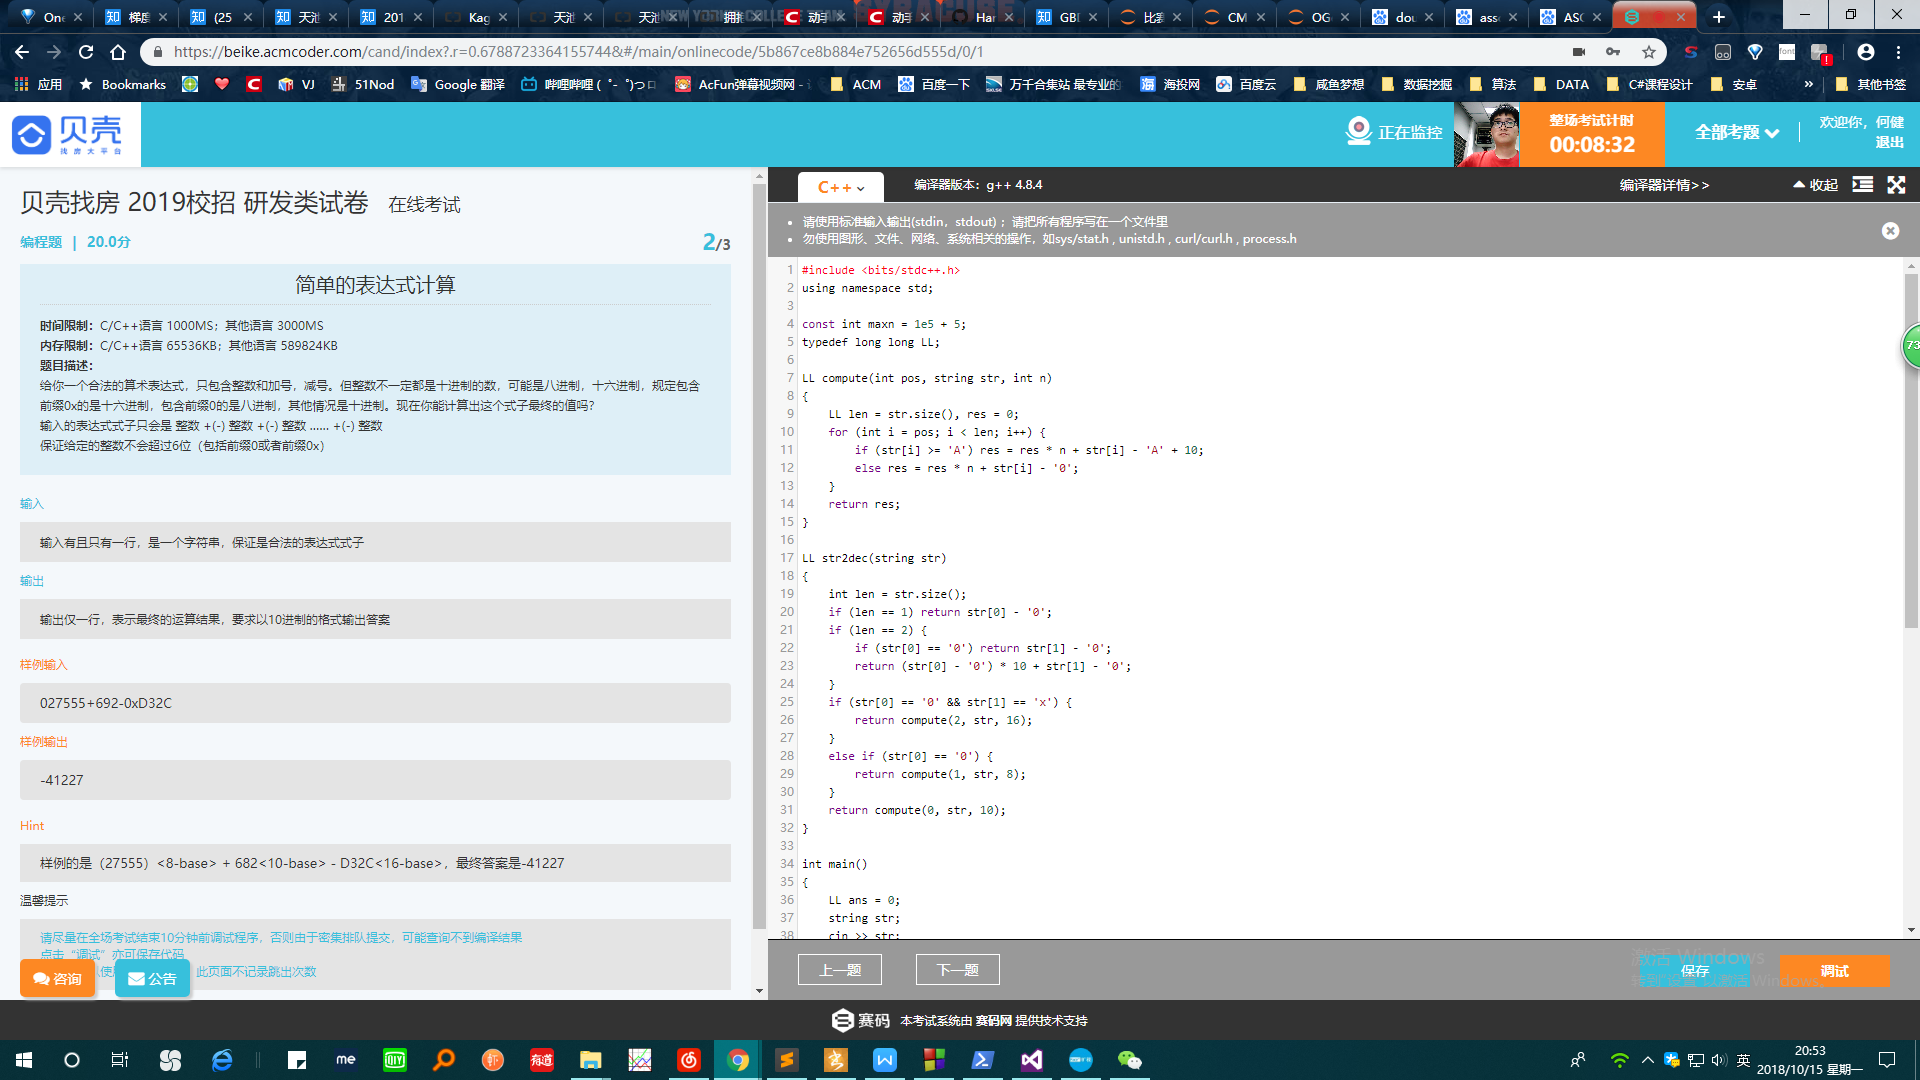 One
梯度
(25
天池
201
Kag
天池
天池
拥抱
动手
动手
Har
GBI
比赛
CM
OG
dou
asse
ASC
https://beike.acmcoder.com/cand/index?.r=0.6788723364155744&#/main/onlinecode/5b867ce8b884e752656d555d/0/1
应用
Bookmarks
VJ
51Nod
Google 翻译
哔哩哔哩 ( ゜- ゜)つロ
AcFun弹幕视频网 -
ACM
百度一下
万千合集站 最专业的
海投网
百度云
咸鱼梦想
数据挖掘
算法
DATA
C#课程设计
安卓
»
其他书签
贝壳
找房大平台
正在监控
整场考试计时
00:08:32
全部考题
欢迎你，何健
退出
贝壳找房 2019校招 研发类试卷 在线考试
编程题 | 20.0分
2/3
简单的表达式计算
时间限制：C/C++语言 1000MS；其他语言 3000MS
内存限制：C/C++语言 65536KB；其他语言 589824KB
题目描述：
给你一个合法的算术表达式，只包含整数和加号，减号。但整数不一定都是十进制的数，可能是八进制，十六进制，规定包含
前缀0x的是十六进制，包含前缀0的是八进制，其他情况是十进制。现在你能计算出这个式子最终的值吗？
输入的表达式式子只会是 整数 +(-) 整数 +(-) 整数 …… +(-) 整数
保证给定的整数不会超过6位（包括前缀0或者前缀0x）
输入
输入有且只有一行，是一个字符串，保证是合法的表达式式子
输出
输出仅一行，表示最终的运算结果，要求以10进制的格式输出答案
样例输入
027555+692-0xD32C
样例输出
-41227
Hint
样例的是（27555）<8-base> + 682<10-base> - D32C<16-base>，最终答案是-41227
温馨提示
请尽量在全场考试结束10分钟前调试程序，否则由于密集排队提交，可能查询不到编译结果
点击“调试”亦可保存代码
此页面不记录跳出次数
咨询
公告
C++
编译器版本：g++ 4.8.4
编译器详情>>
收起
请使用标准输入输出(stdin，stdout) ；请把所有程序写在一个文件里
勿使用图形、文件、网络、系统相关的操作，如sys/stat.h , unistd.h , curl/curl.h , process.h
1 #include <bits/stdc++.h>
2 using namespace std;
3
4 const int maxn = 1e5 + 5;
5 typedef long long LL;
6
7 LL compute(int pos, string str, int n)
8 {
9 LL len = str.size(), res = 0;
10 for (int i = pos; i < len; i++) {
11 if (str[i] >= 'A') res = res * n + str[i] - 'A' + 10;
12 else res = res * n + str[i] - '0';
13 }
14 return res;
15 }
16
17 LL str2dec(string str)
18 {
19 int len = str.size();
20 if (len == 1) return str[0] - '0';
21 if (len == 2) {
22 if (str[0] == '0') return str[1] - '0';
23 return (str[0] - '0') * 10 + str[1] - '0';
24 }
25 if (str[0] == '0' && str[1] == 'x') {
26 return compute(2, str, 16);
27 }
28 else if (str[0] == '0') {
29 return compute(1, str, 8);
30 }
31 return compute(0, str, 10);
32 }
33
34 int main()
35 {
36 LL ans = 0;
37 string str;
38 cin >> str;
73
上一题
下一题
激活 Windows
保存
调试
赛码 本考试系统由 赛码网 提供技术支持
me
QIY
有道
英
20:53
2018/10/15 星期一